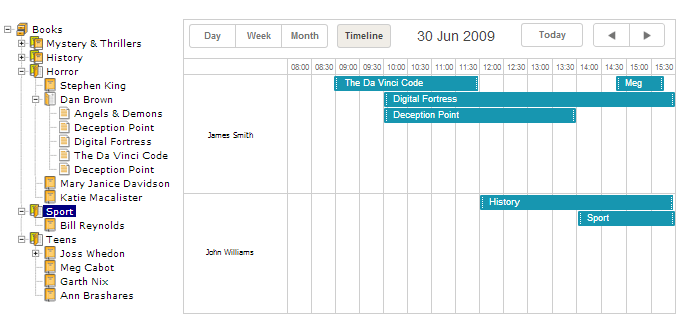 Books
Mystery & Thrillers
History
Horror
Stephen King
Dan Brown
Angels & Demons
Deception Point
Digital Fortress
The Da Vinci Code
Deception Point
Mary Janice Davidson
Katie Macalister
Sport
Bill Reynolds
Teens
Joss Whedon
Meg Cabot
Garth Nix
Ann Brashares
Day Week Month Timeline 30 Jun 2009 Today
08:00 08:30 09:00 09:30 10:00 10:30 11:00 11:30 12:00 12:30 13:00 13:30 14:00 14:30 15:00 15:30
The Da Vinci Code Meg
Digital Fortress
Deception Point
James Smith
History
Sport
John Williams